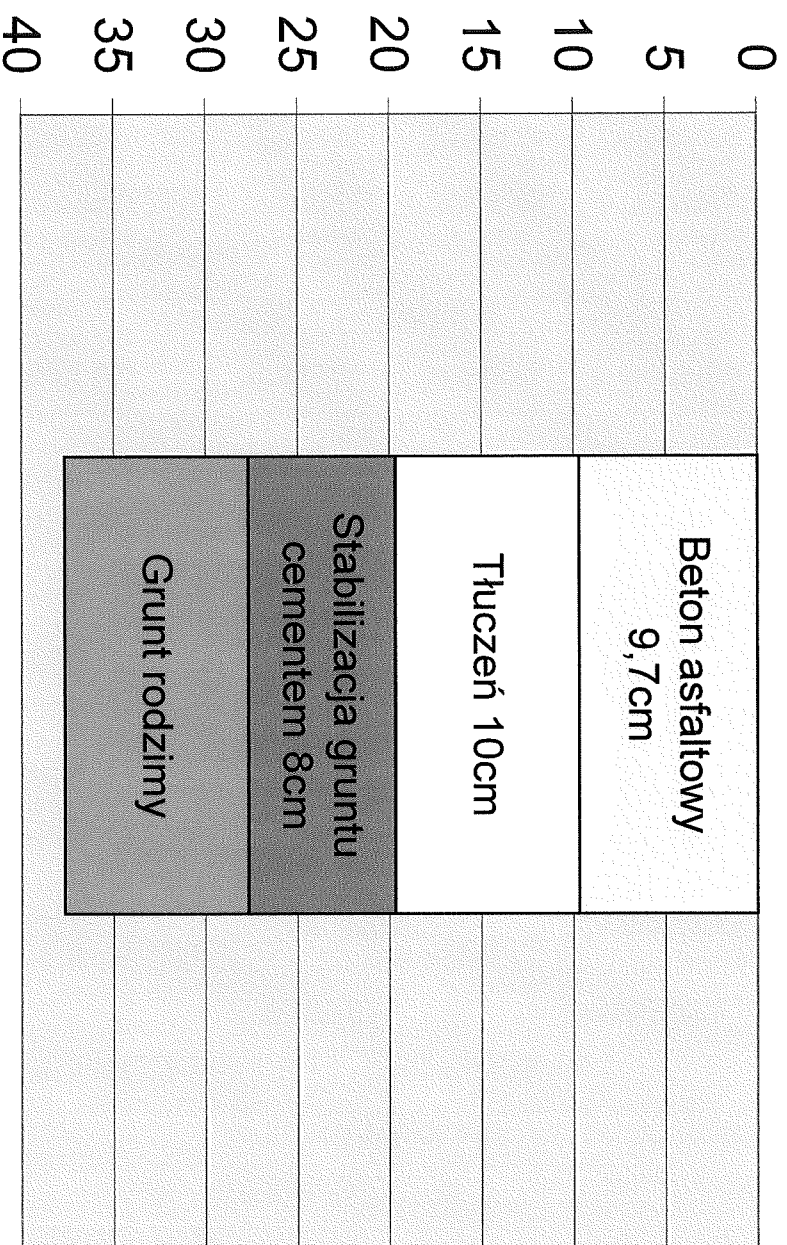 0
5
10
15
20
25
30
35
40
Beton asfaltowy
9,7cm
Tłuczeń 10cm
Stabilizacja gruntu
cementem 8cm
Grunt rodzimy